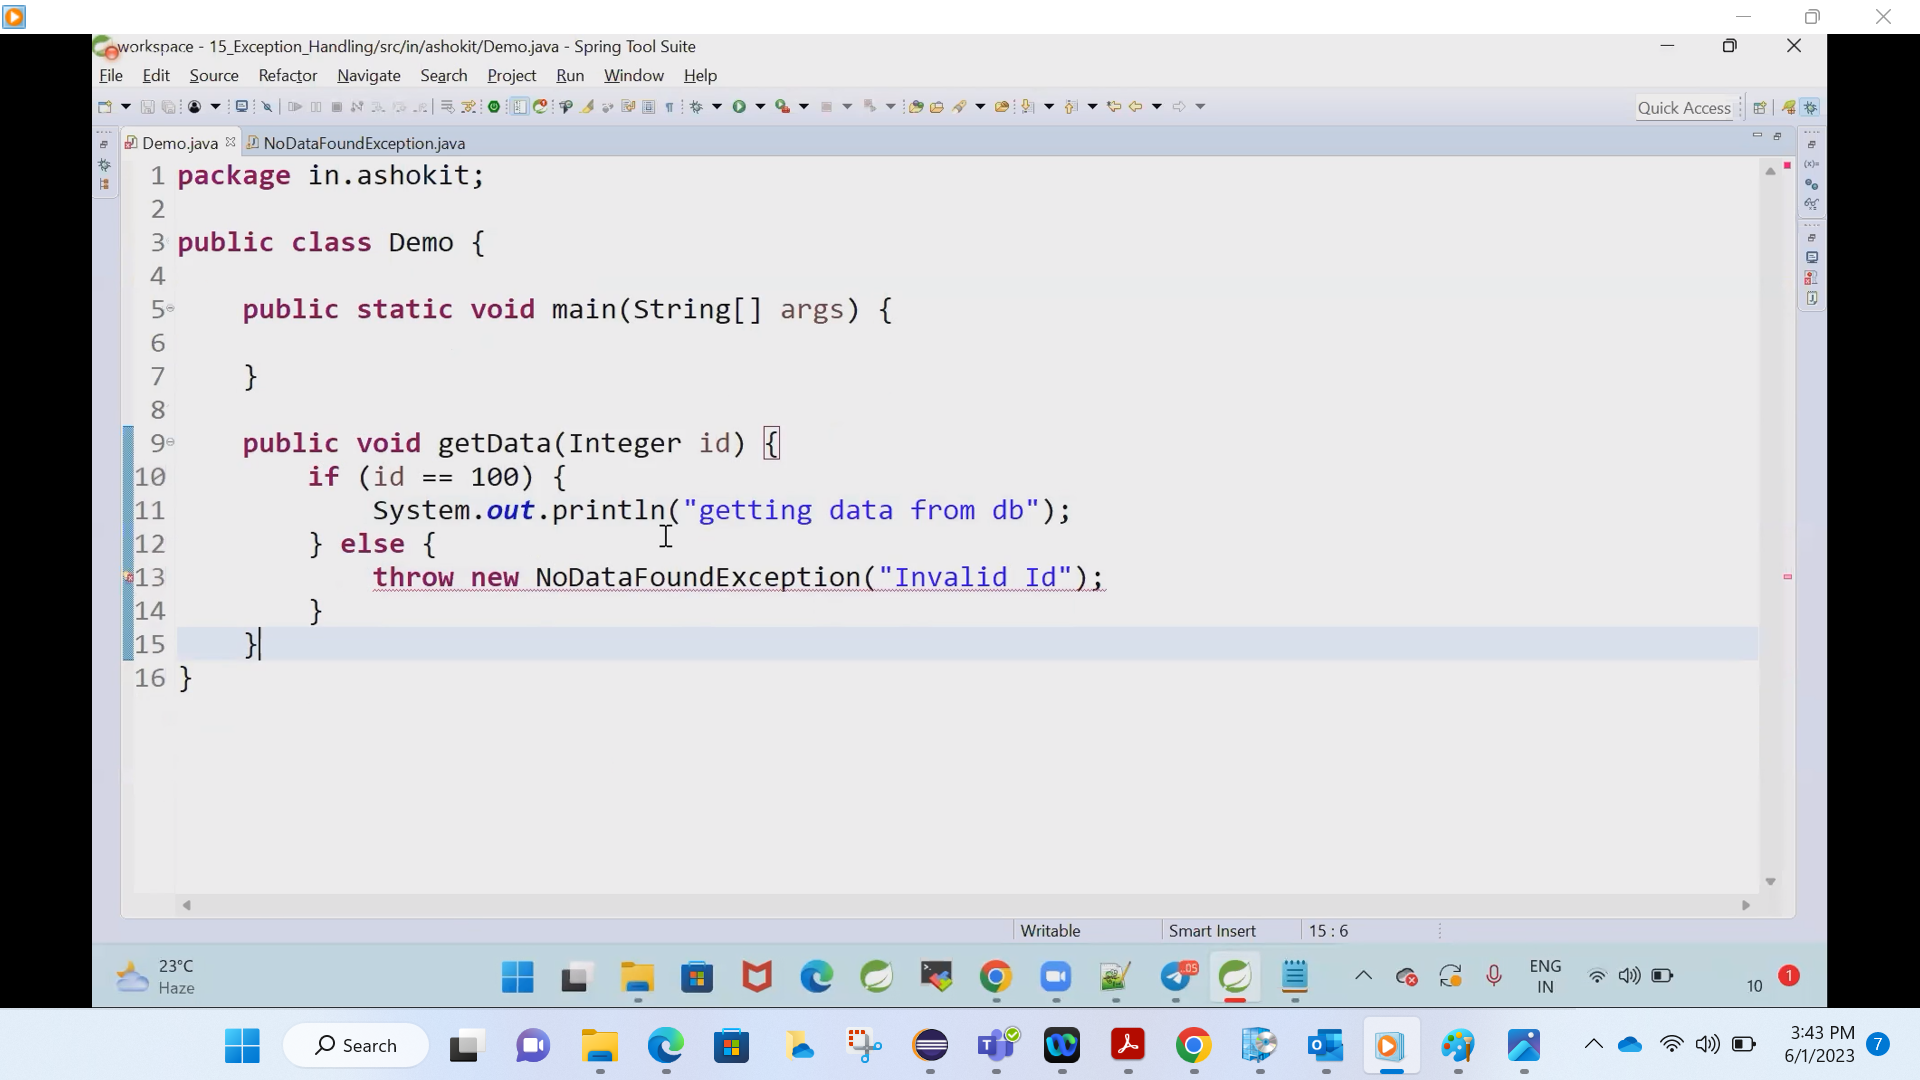 workspace - 15_Exception_Handling/src/in/ashokit/Demo.java - Spring Tool Suite
File Edit Source Refactor Navigate Search Project Run Window Help
Quick Access
Demo.java NoDataFoundException.java
1 package in.ashokit;
2
3 public class Demo {
4
5 public static void main(String[] args) {
6
7 }
8
9 public void getData(Integer id) {
10 if (id == 100) {
11 System.out.println("getting data from db");
12 } else {
13 throw new NoDataFoundException("Invalid Id");
14 }
15 }
16 }
Writable Smart Insert 15 : 6
23°C
Haze
.05
ENG
IN
10 1
Search
3:43 PM
6/1/2023
7